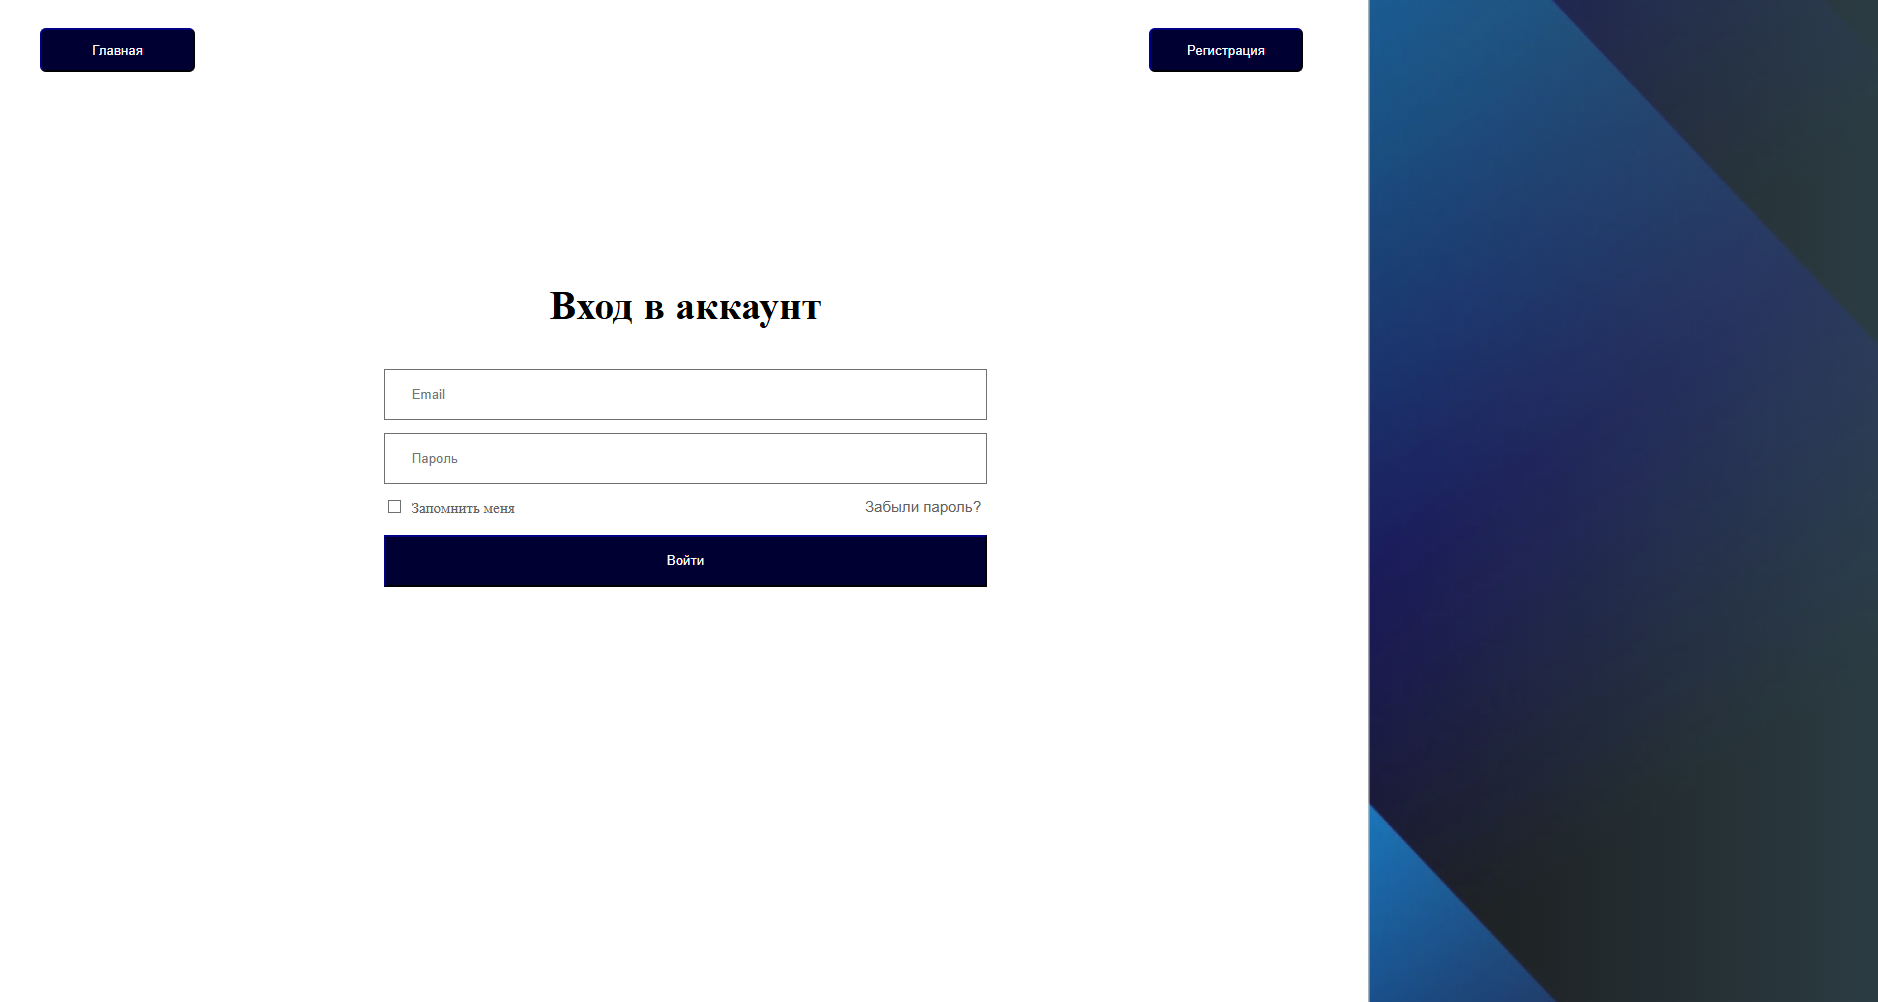 Главная
Регистрация
Вход в аккаунт
Email
Пароль
Запомнить меня
Забыли пароль?
Войти